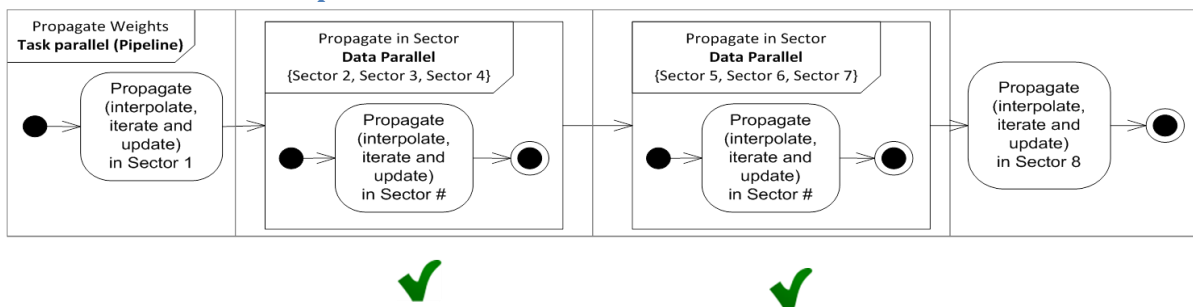 Propagate Weights
Task parallel (Pipeline)
Propagate
(interpolate,
iterate and
update)
in Sector 1
Propagate in Sector
Data Parallel
{Sector 2, Sector 3, Sector 4}
Propagate
(interpolate,
iterate and
update)
in Sector #
Propagate in Sector
Data Parallel
{Sector 5, Sector 6, Sector 7}
Propagate
(interpolate,
iterate and
update)
in Sector #
Propagate
(interpolate,
iterate and
update)
in Sector 8